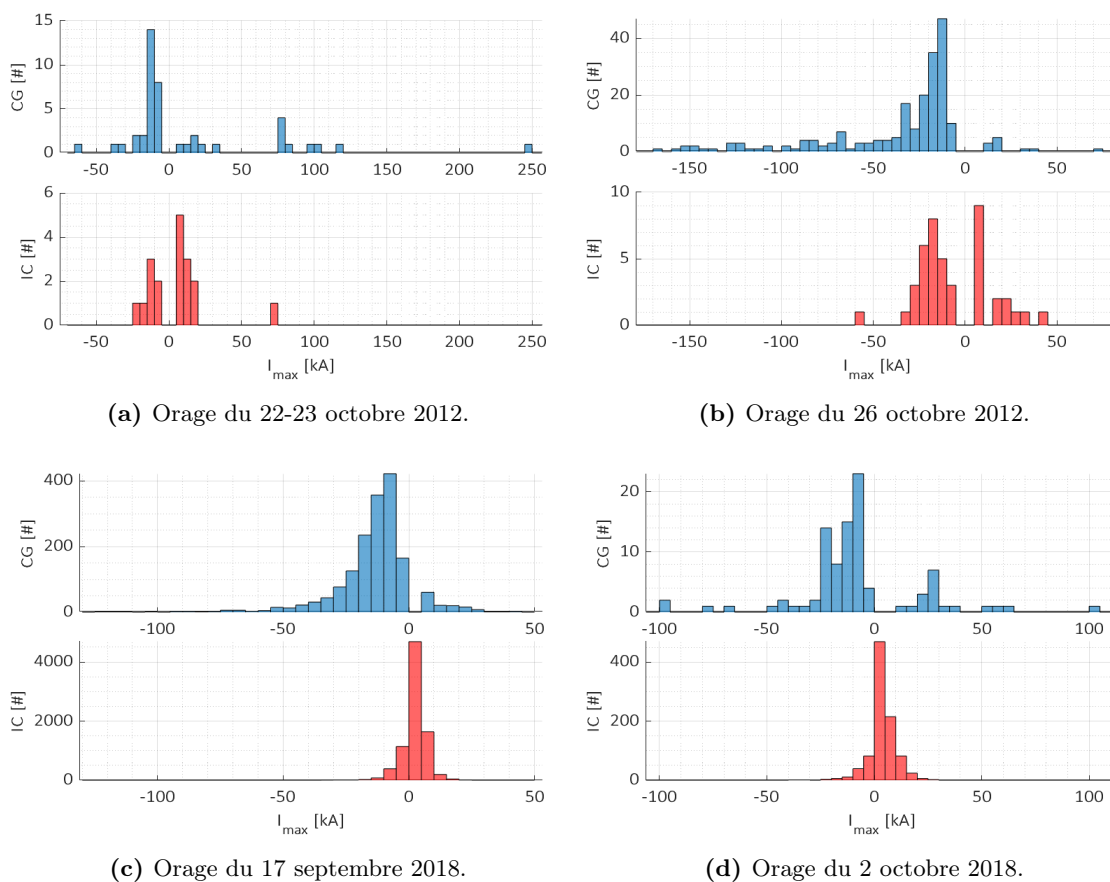 15
10
5
0
CG [#]
-50 0 50 100 150 200 250
6
4
2
0
IC [#]
-50 0 50 100 150 200 250
I_max [kA]
(a) Orage du 22-23 octobre 2012.
40
20
0
CG [#]
-150 -100 -50 0 50
10
5
0
IC [#]
-150 -100 -50 0 50
I_max [kA]
(b) Orage du 26 octobre 2012.
400
200
0
CG [#]
-100 -50 0 50
4000
2000
0
IC [#]
-100 -50 0 50
I_max [kA]
(c) Orage du 17 septembre 2018.
20
10
0
CG [#]
-100 -50 0 50 100
400
200
0
IC [#]
-100 -50 0 50 100
I_max [kA]
(d) Orage du 2 octobre 2018.